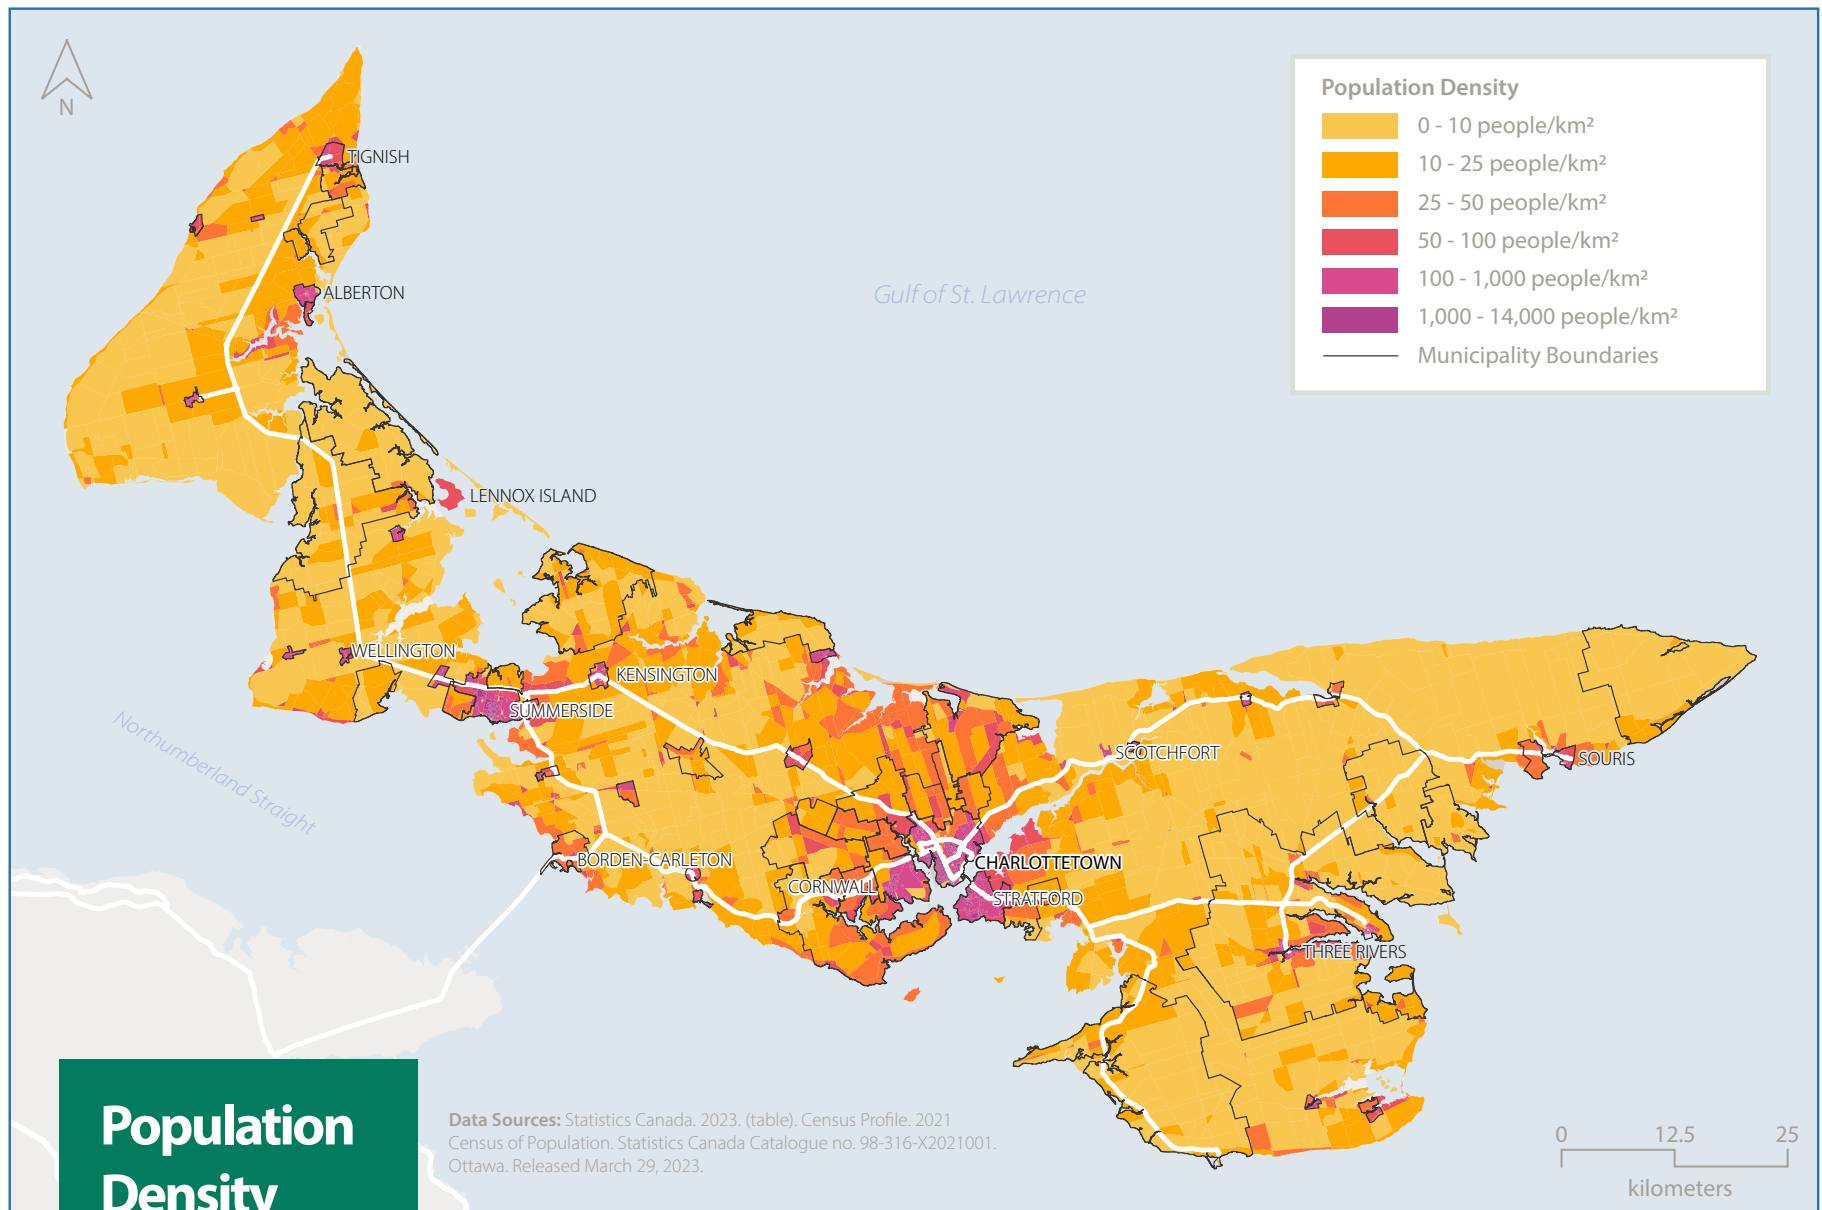 N
Population Density
0 - 10 people/km²
10 - 25 people/km²
25 - 50 people/km²
50 - 100 people/km²
100 - 1,000 people/km²
1,000 - 14,000 people/km²
Municipality Boundaries
TIGNISH
ALBERTON
Gulf of St. Lawrence
LENNOX ISLAND
WELLINGTON
KENSINGTON
SUMMERSIDE
Northumberland Straight
SCOTCHFORT
SOURIS
BORDEN-CARLETON
CHARLOTTETOWN
CORNWALL
STRATFORD
THREE RIVERS
Population
Density
Data Sources: Statistics Canada. 2023. (table). Census Profile. 2021
Census of Population. Statistics Canada Catalogue no. 98-316-X2021001.
Ottawa. Released March 29, 2023.
0 12.5 25
kilometers